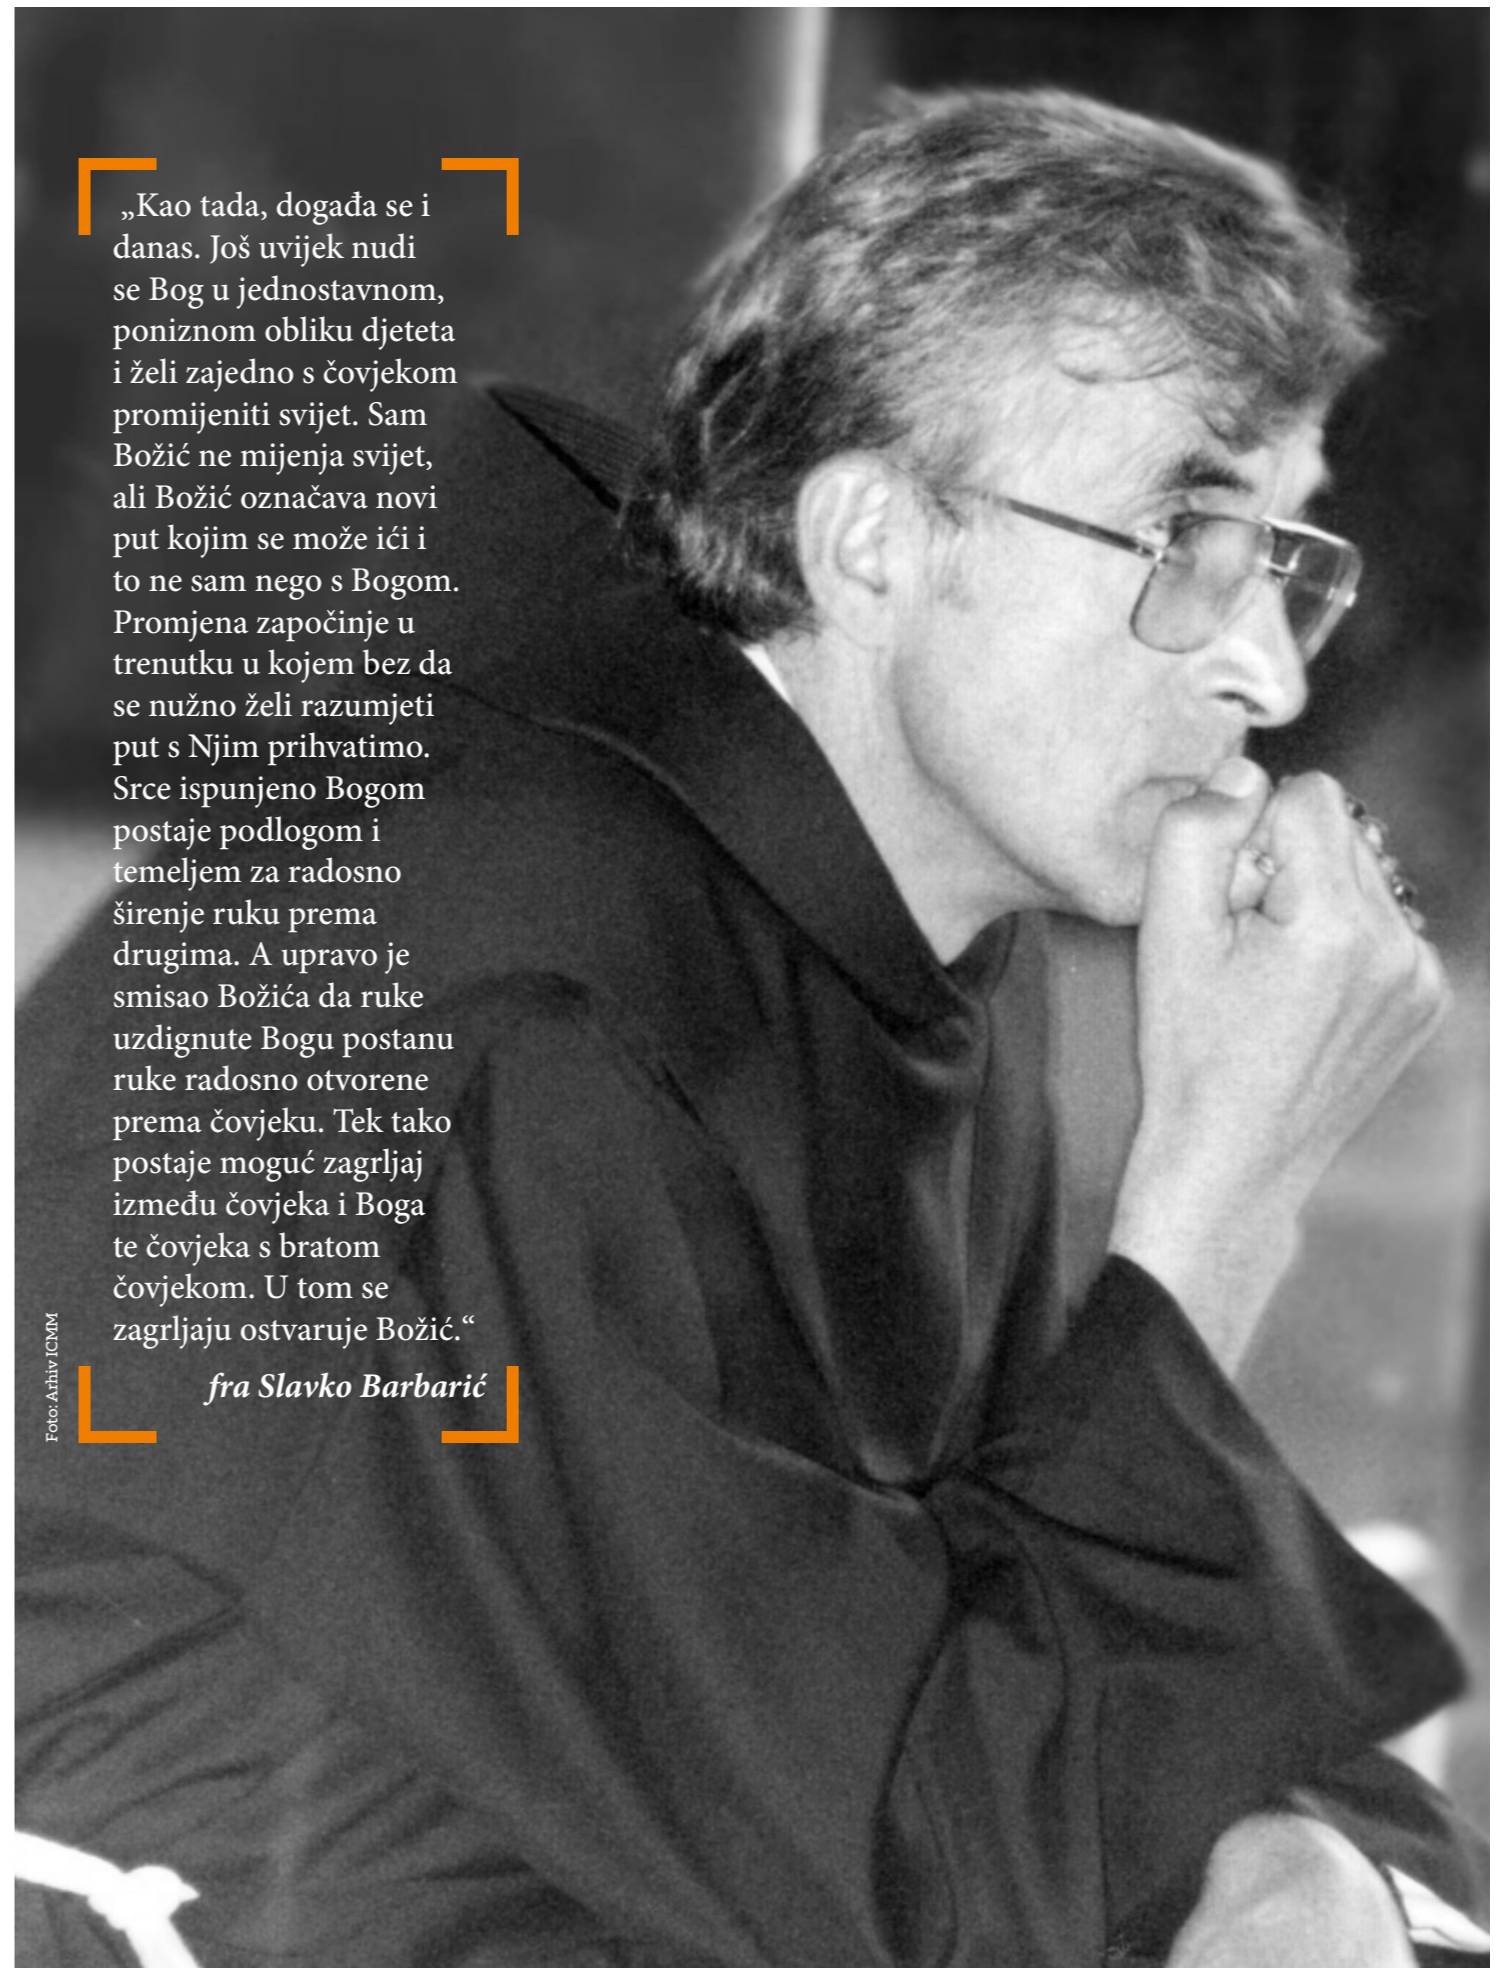 „Kao tada, događa se i
danas. Još uvijek nudi
se Bog u jednostavnom,
poniznom obliku djeteta
i želi zajedno s čovjekom
promijeniti svijet. Sam
Božić ne mijenja svijet,
ali Božić označava novi
put kojim se može ići i
to ne sam nego s Bogom.
Promjena započinje u
trenutku u kojem bez da
se nužno želi razumjeti
put s Njim prihvatimo.
Srce ispunjeno Bogom
postaje podlogom i
temeljem za radosno
širenje ruku prema
drugima. A upravo je
smisao Božića da ruke
uzdignute Bogu postanu
ruke radosno otvorene
prema čovjeku. Tek tako
postaje moguć zagrljaj
između čovjeka i Boga
te čovjeka s bratom
čovjekom. U tom se
zagrljaju ostvaruje Božić.“
fra Slavko Barbarić
Foto: Arhiv ICMM